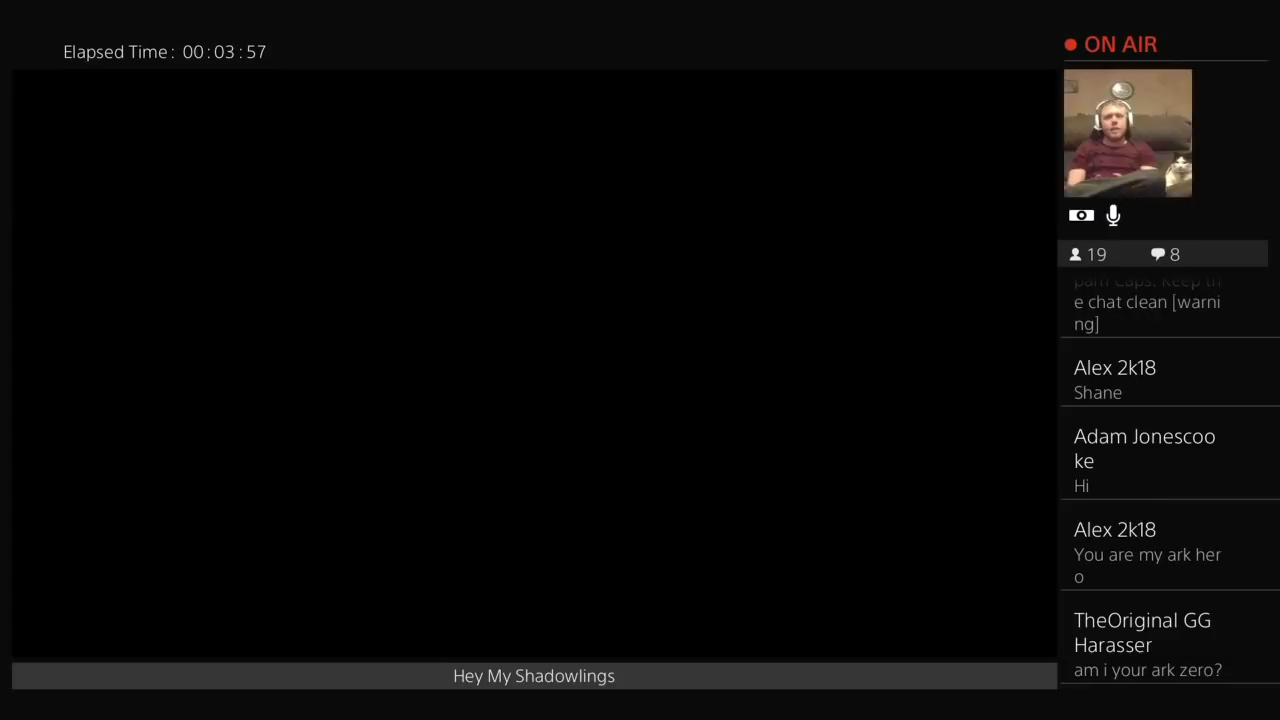 Elapsed Time: 00:03:57
ON AIR
19 8
e chat clean [warni
ng]
Alex 2k18
Shane
Adam Jonescoo
ke
Hi
Alex 2k18
You are my ark her
o
TheOriginal GG
Harasser
am i your ark zero?
Hey My Shadowlings